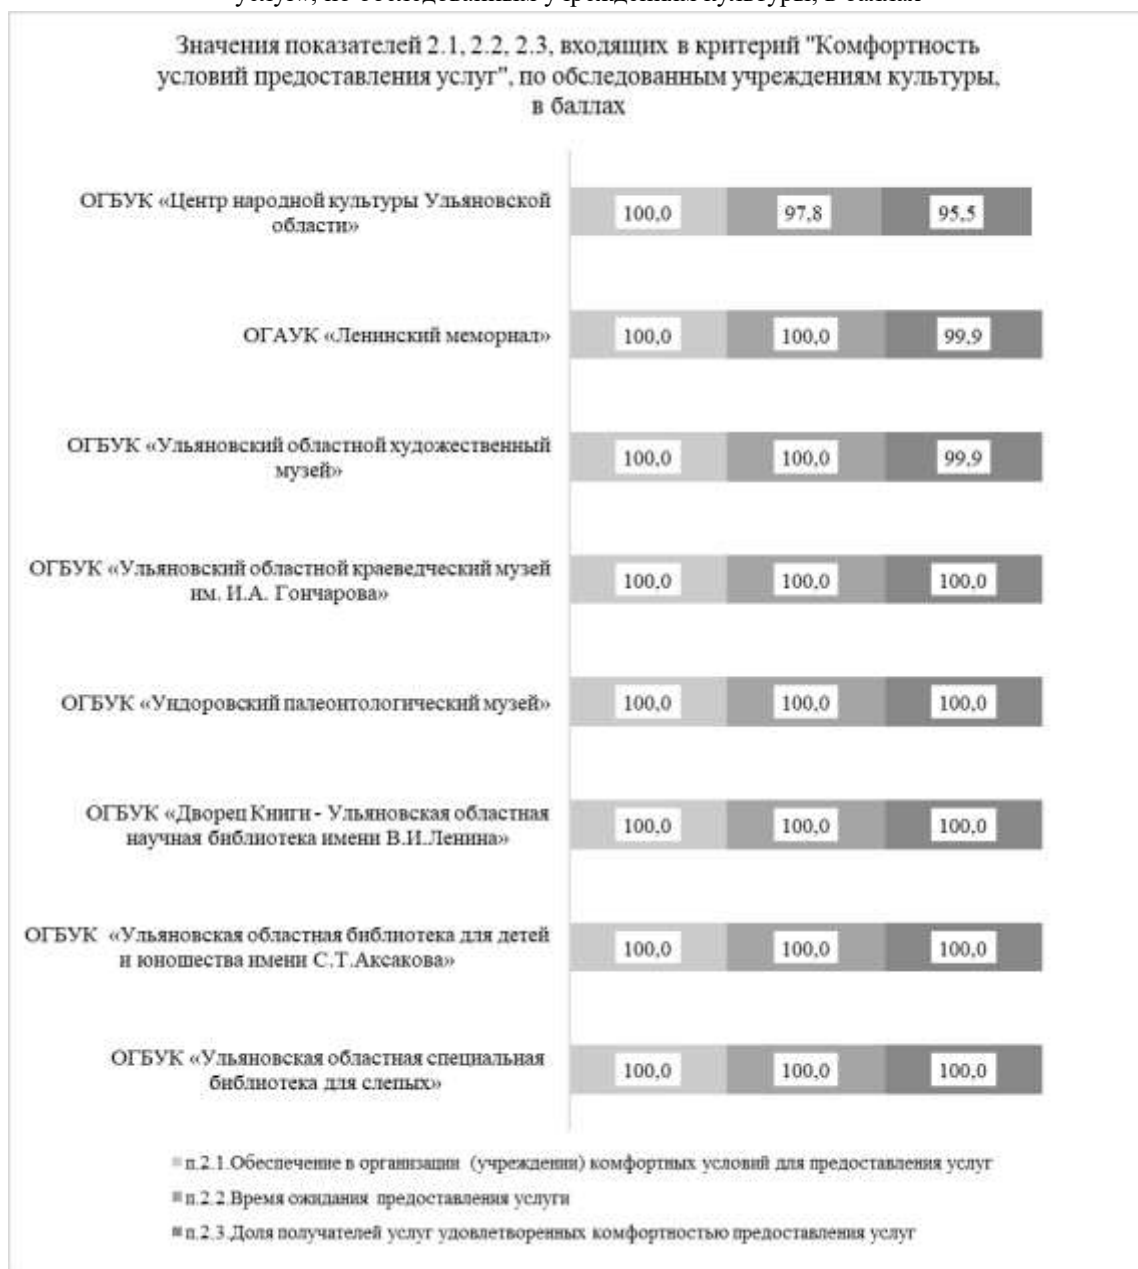 услуг», по обследованным учреждениям культуры, в баллах
Значения показателей 2.1, 2.2, 2.3, входящих в критерий "Комфортность
условий предоставления услуг", по обследованным учреждениям культуры,
в баллах
ОГБУК «Центр народной культуры Ульяновской
области»
100,0 97,8 95,5
ОГАУК «Ленинский мемориал»
100,0 100,0 99,9
ОГБУК «Ульяновский областной художественный
музей»
100,0 100,0 99,9
ОГБУК «Ульяновский областной краеведческий музей
им. И.А. Гончарова»
100,0 100,0 100,0
ОГБУК «Ундоровский палеонтологический музей»
100,0 100,0 100,0
ОГБУК «Дворец Книги - Ульяновская областная
научная библиотека имени В.И.Ленина»
100,0 100,0 100,0
ОГБУК «Ульяновская областная библиотека для детей
и юношества имени С.Т.Аксакова»
100,0 100,0 100,0
ОГБУК «Ульяновская областная специальная
библиотека для слепых»
100,0 100,0 100,0
п.2.1.Обеспечение в организации (учреждении) комфортных условий для предоставления услуг
п.2.2.Время ожидания предоставления услуги
п.2.3.Доля получателей услуг удовлетворенных комфортностью предоставления услуг